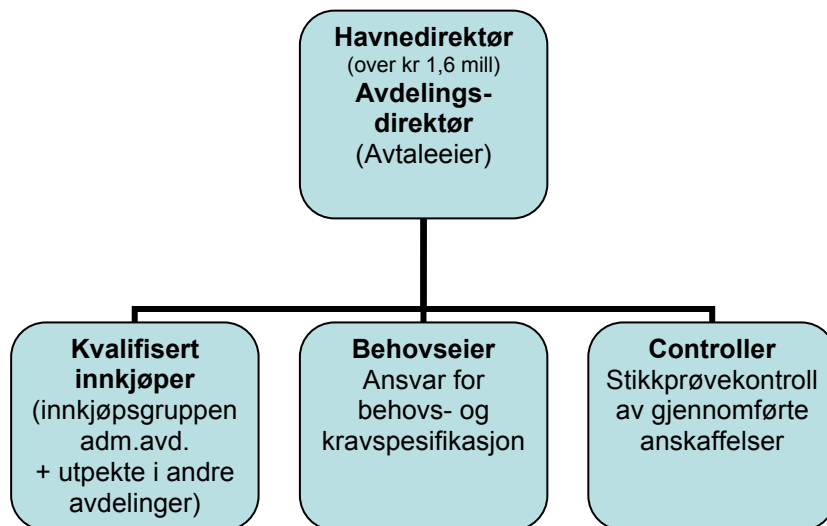 Havnedirektør
(over kr 1,6 mill)
Avdelings-
direktør
(Avtaleeier)
Kvalifisert
innkjøper
(innkjøpsgruppen
adm.avd.
+ utpekte i andre
avdelinger)
Behovseier
Ansvar for
behovs- og
kravspesifikasjon
Controller
Stikkprøvekontroll
av gjennomførte
anskaffelser